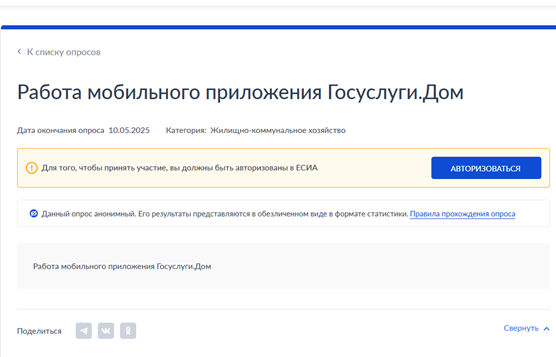 К списку опросов
Работа мобильного приложения Госуслуги.Дом
Дата окончания опроса 10.05.2025 Категория: Жилищно-коммунальное хозяйство
Для того, чтобы принять участие, вы должны быть авторизованы в ЕСИА АВТОРИЗОВАТЬСЯ
Данный опрос анонимный. Его результаты представляются в обезличенном виде в формате статистики. Правила прохождения опроса
Работа мобильного приложения Госуслуги.Дом
Поделиться Свернуть